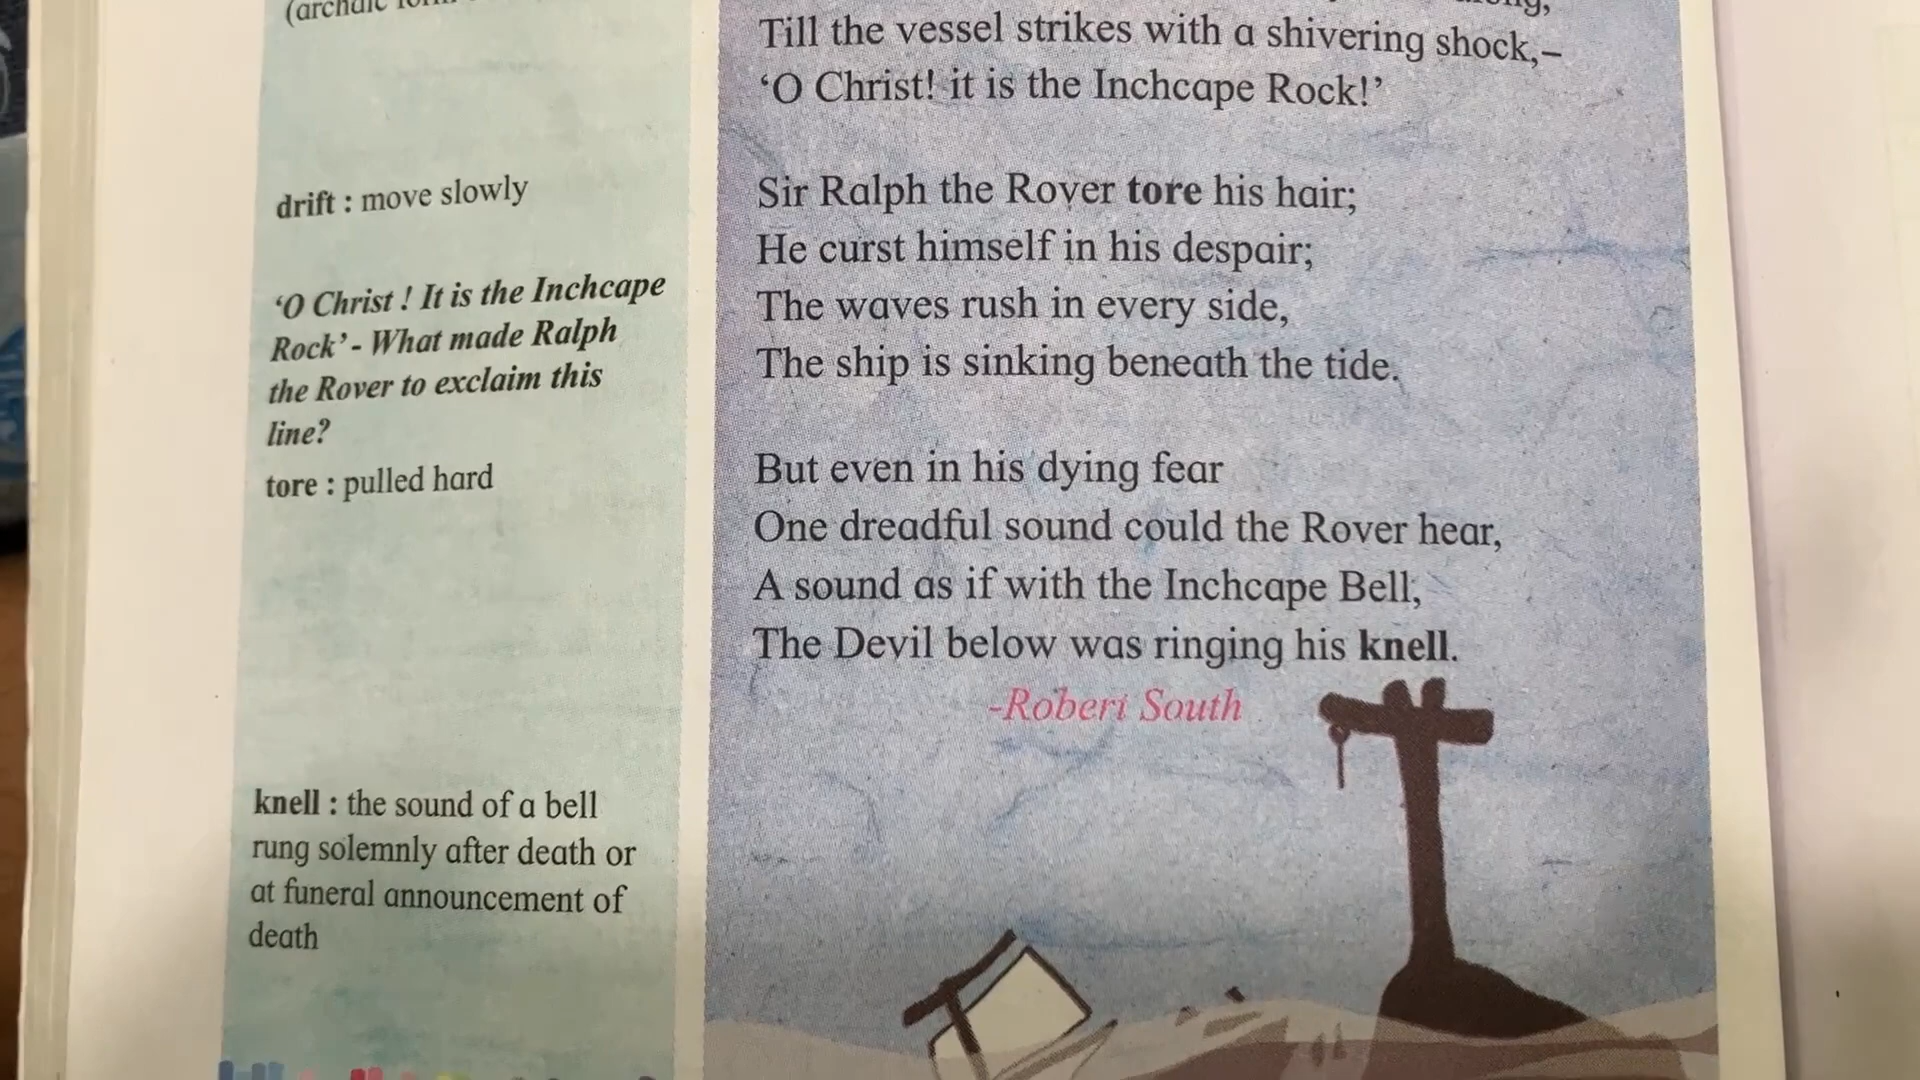 (archaic
Till the vessel strikes with a shivering shock,–
‘O Christ! it is the Inchcape Rock!’
Sir Ralph the Rover tore his hair;
He curst himself in his despair;
The waves rush in every side,
The ship is sinking beneath the tide.
But even in his dying fear
One dreadful sound could the Rover hear,
A sound as if with the Inchcape Bell,
The Devil below was ringing his knell.
-Robert South
drift : move slowly
‘O Christ ! It is the Inchcape
Rock’ - What made Ralph
the Rover to exclaim this
line?
tore : pulled hard
knell : the sound of a bell
rung solemnly after death or
at funeral announcement of
death